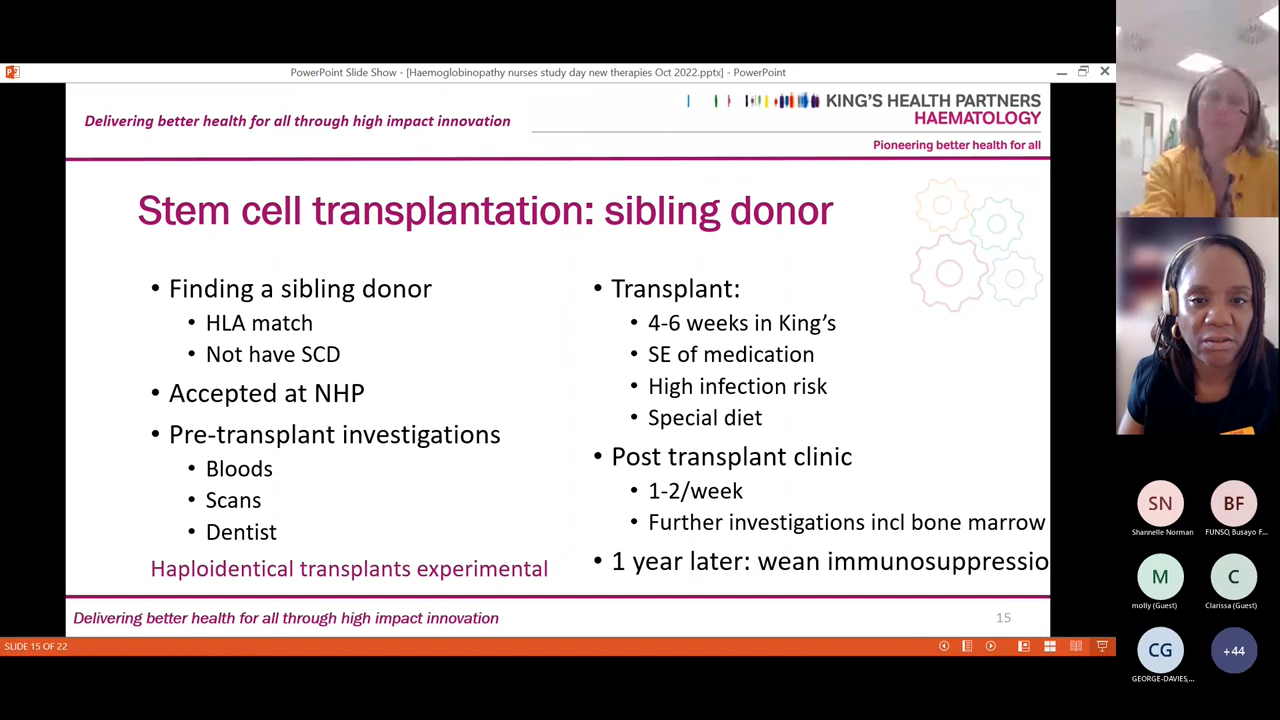 PowerPoint Slide Show - [Haemoglobinopathy nurses study day new therapies Oct 2022.pptx] - PowerPoint
Delivering better health for all through high impact innovation
KING'S HEALTH PARTNERS
HAEMATOLOGY
Pioneering better health for all
Stem cell transplantation: sibling donor
• Finding a sibling donor
• HLA match
• Not have SCD
• Accepted at NHP
• Pre-transplant investigations
• Bloods
• Scans
• Dentist
Haploidentical transplants experimental
• Transplant:
• 4-6 weeks in King's
• SE of medication
• High infection risk
• Special diet
• Post transplant clinic
• 1-2/week
• Further investigations incl bone marrow
• 1 year later: wean immunosuppressio
Delivering better health for all through high impact innovation
15
SLIDE 15 OF 22
SN
Shannelle Norman
BF
FUNSO, Busayo F...
M
molly (Guest)
C
Clarissa (Guest)
CG
GEORGE-DAVIES,...
+44